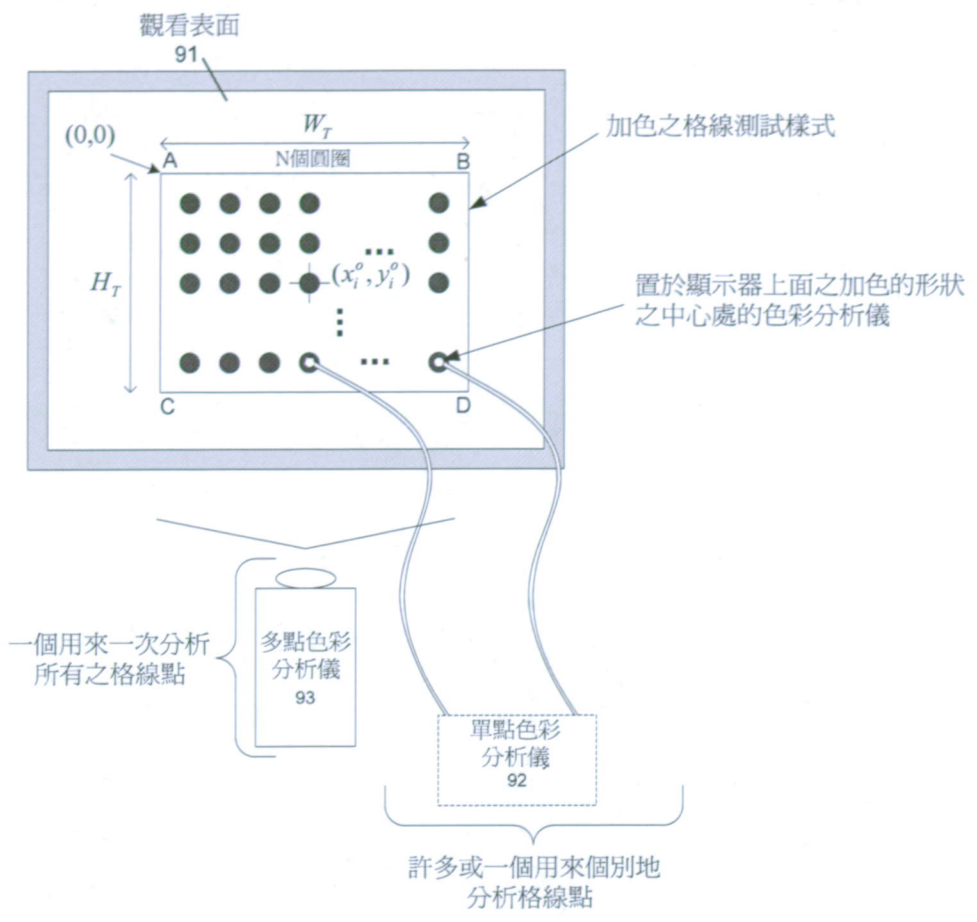 觀看表面
91
(0,0)
W_T
A
N個圓圈
B
加色之格線測試樣式
H_T
(x_i^o, y_i^o)
置於顯示器上面之加色的形狀
之中心處的色彩分析儀
C
D
一個用來一次分析
所有之格線點
多點色彩
分析儀
93
單點色彩
分析儀
92
許多或一個用來個別地
分析格線點